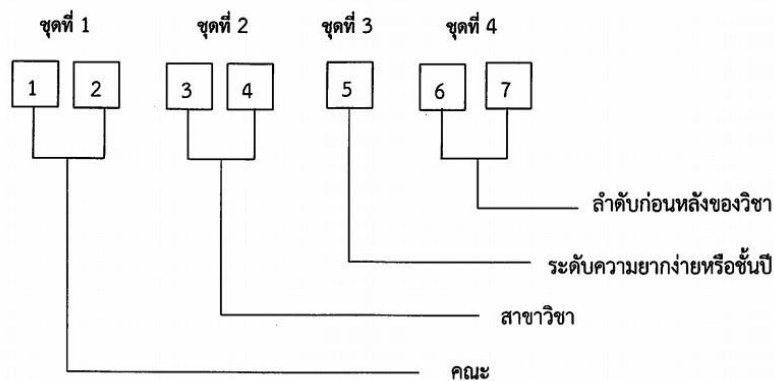 ชุดที่ 1 ชุดที่ 2 ชุดที่ 3 ชุดที่ 4
1 2 3 4 5 6 7
ลำดับก่อนหลังของวิชา
ระดับความยากง่ายหรือชั้นปี
สาขาวิชา
คณะ